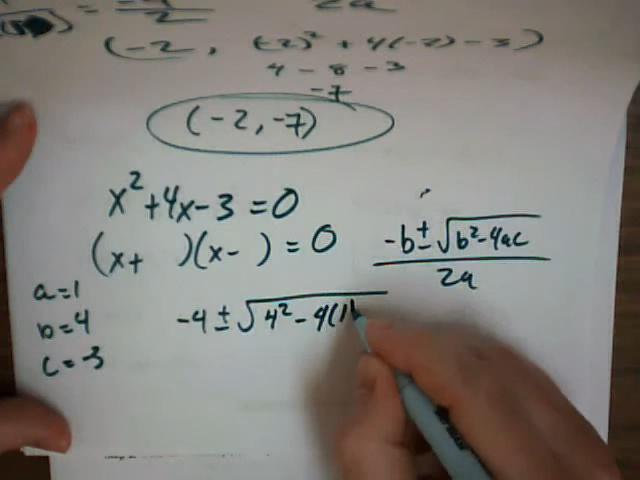 (-2, (-2)² + 4(-2) - 3)
4 - 8 - 3
-7
(-2, -7)
x² + 4x - 3 = 0
(x+ )(x- ) = 0
-b ± √b² - 4ac
2a
a = 1
b = 4
c = -3
-4 ± √4² - 4(1